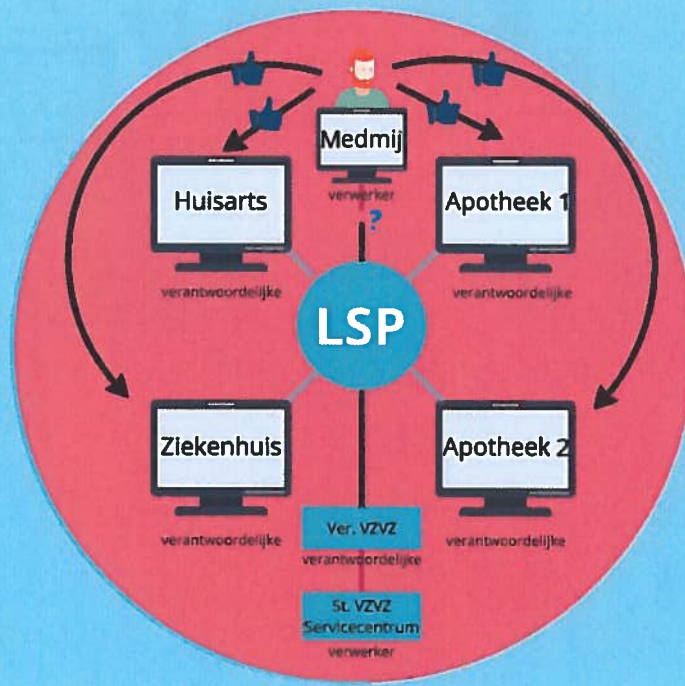 Medmij
verwerker
?
Huisarts
verantwoordelijke
Apotheek 1
verantwoordelijke
LSP
Ziekenhuis
verantwoordelijke
Apotheek 2
verantwoordelijke
Ver. VZVZ
verantwoordelijke
St. VZVZ
Servicecentrum
verwerker